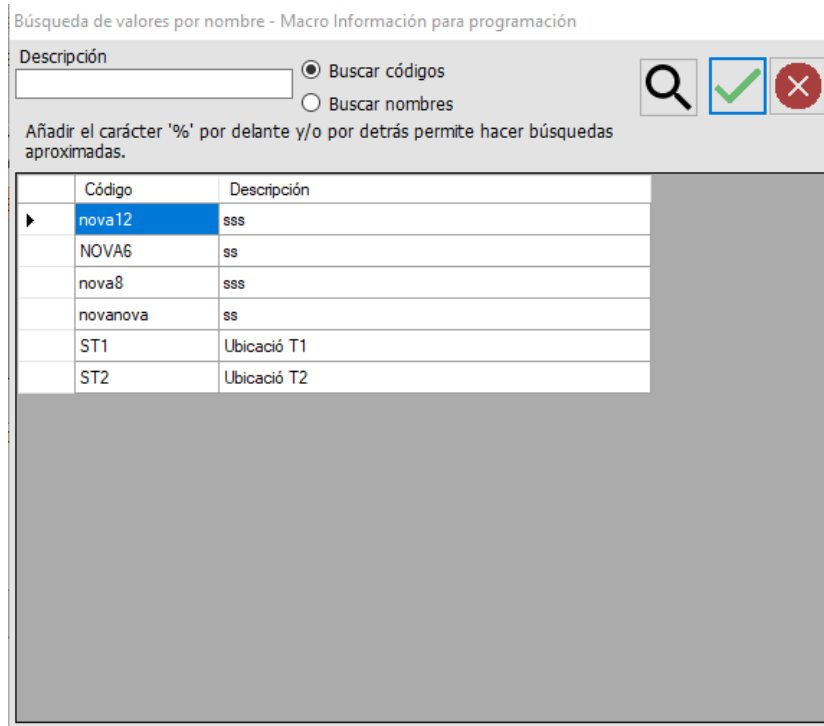 Búsqueda de valores por nombre - Macro Información para programación
Descripción
Buscar códigos
Buscar nombres
Añadir el carácter '%' por delante y/o por detrás permite hacer búsquedas
aproximadas.
Código Descripción
nova12 sss
NOVA6 ss
nova8 sss
novanova ss
ST1 Ubicació T1
ST2 Ubicació T2